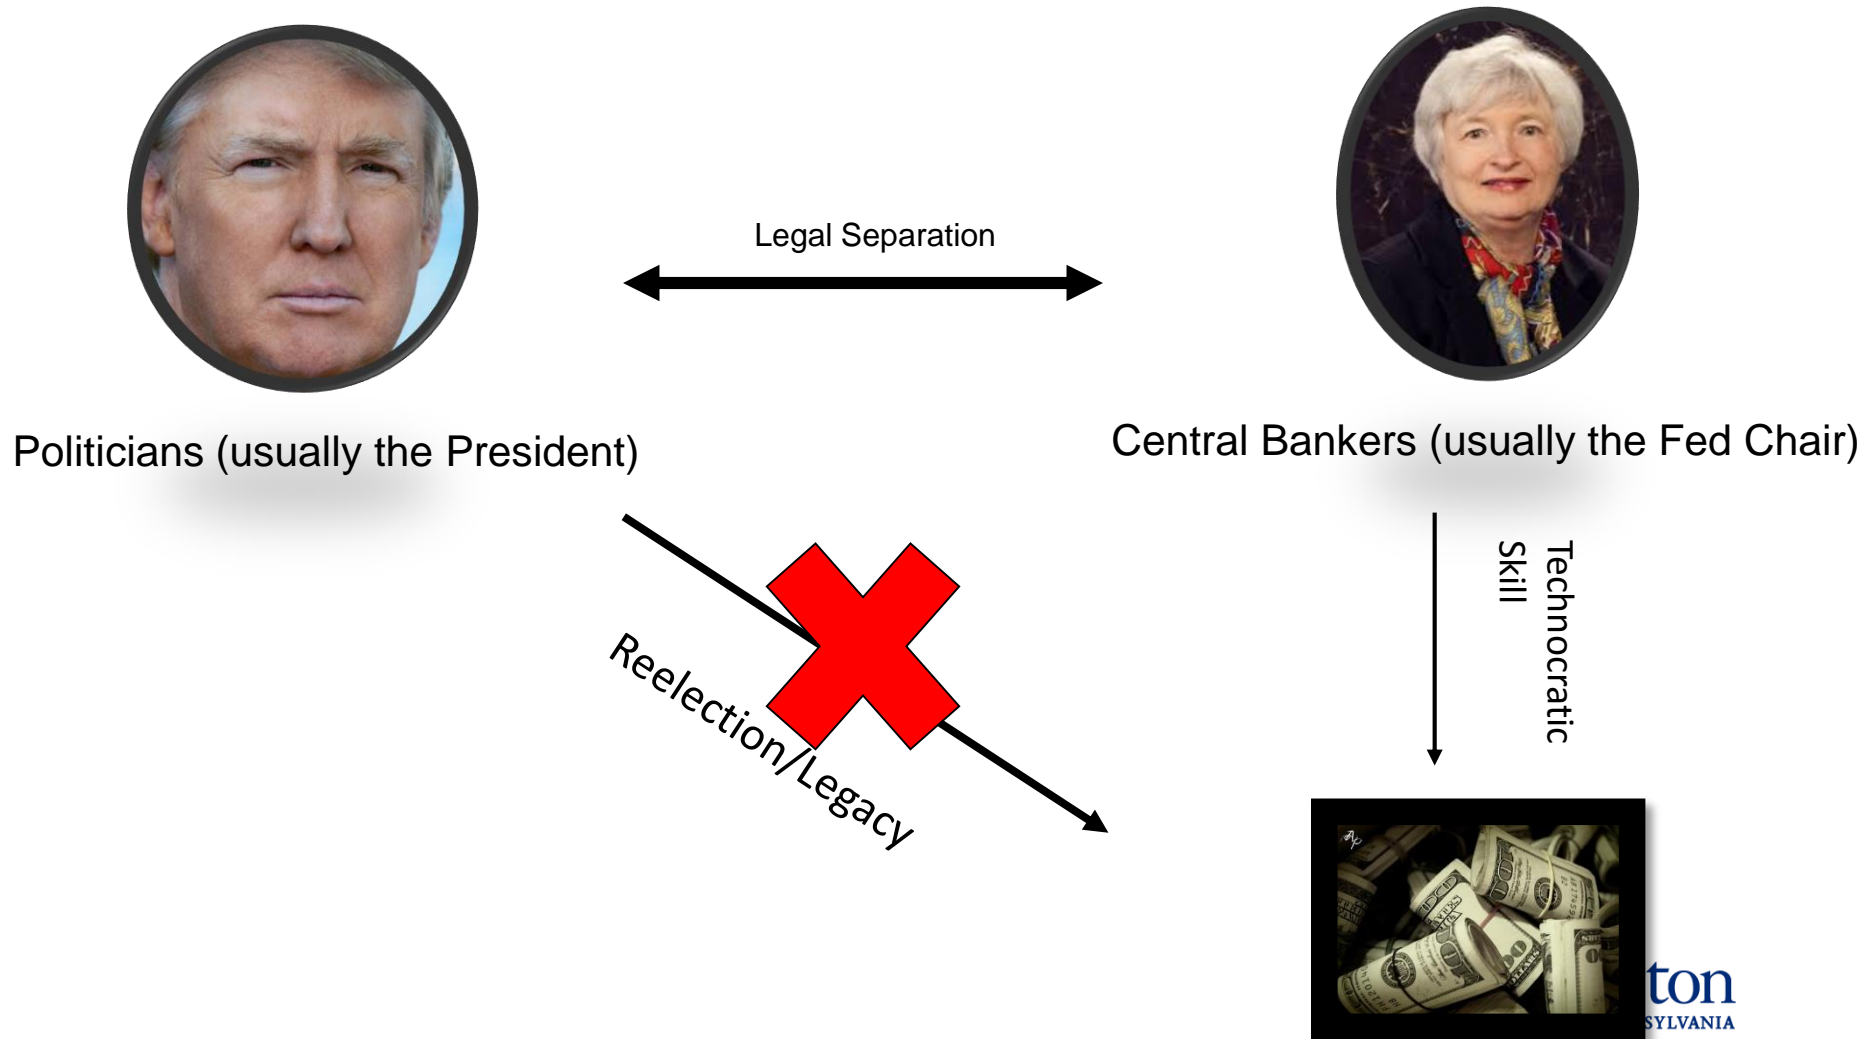 Legal Separation
Politicians (usually the President)
Central Bankers (usually the Fed Chair)
Technocratic
Skill
Reelection/Legacy
ton
SYLVANIA